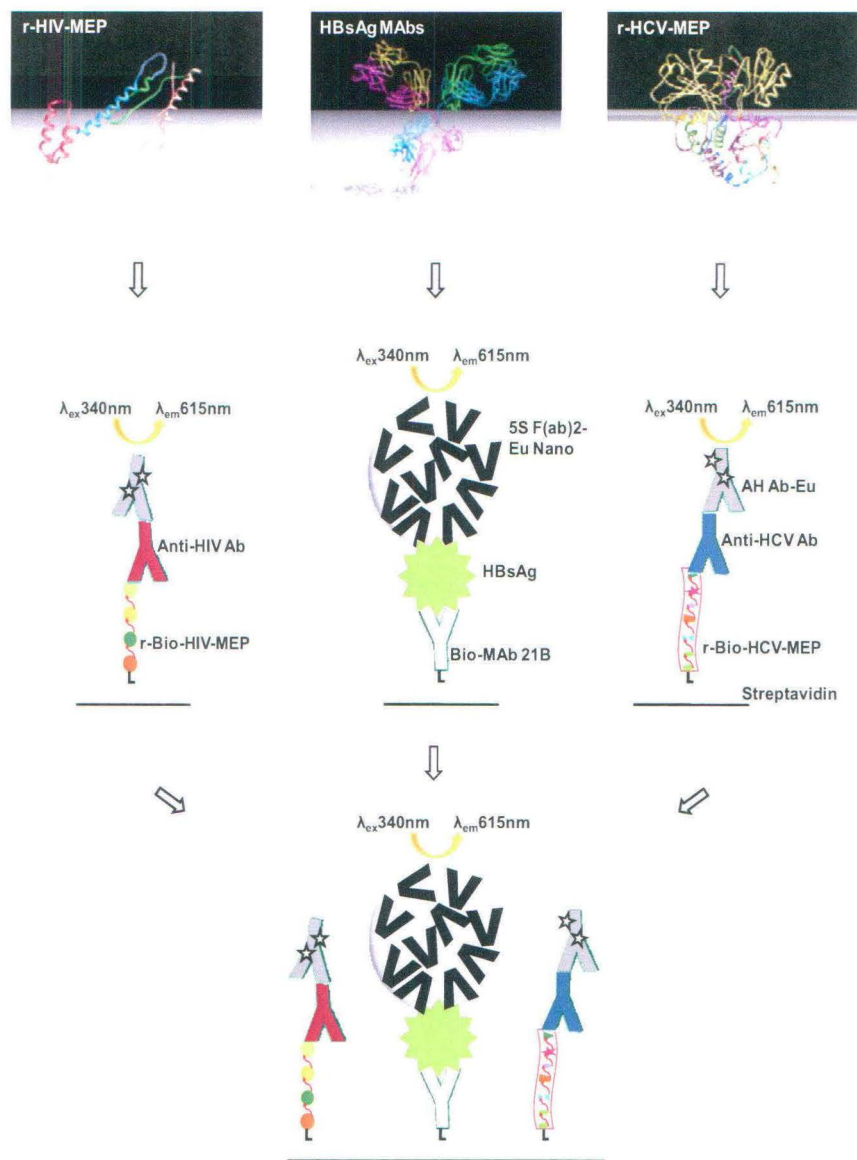 r-HIV-MEP
HBsAg MAbs
r-HCV-MEP
λex340nm λem615nm
5S F(ab)2-
Eu Nano
λex340nm λem615nm
λex340nm λem615nm
AH Ab-Eu
Anti-HIV Ab
HBsAg
Anti-HCV Ab
r-Bio-HIV-MEP
Bio-MAb 21B
r-Bio-HCV-MEP
L
L
L
Streptavidin
λex340nm λem615nm
L
L
L